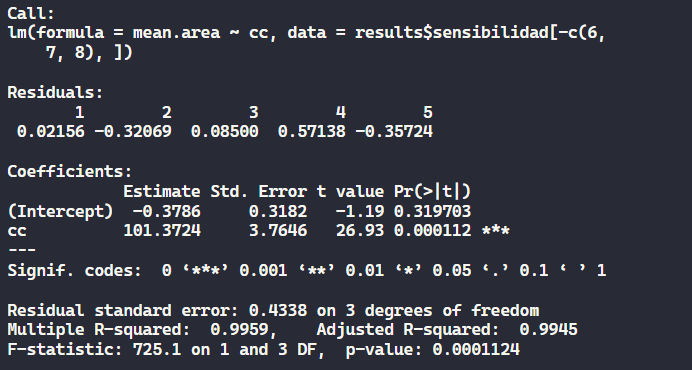 Call:
lm(formula = mean.area ~ cc, data = results$sensibilidad[-c(6,
    7, 8), ])
Residuals:
       1        2        3        4        5
 0.02156 -0.32069  0.08500  0.57138 -0.35724
Coefficients:
            Estimate Std. Error t value Pr(>|t|)
(Intercept)  -0.3786     0.3182   -1.19 0.319703
cc          101.3724     3.7646   26.93 0.000112 ***
---
Signif. codes:  0 ‘***’ 0.001 ‘**’ 0.01 ‘*’ 0.05 ‘.’ 0.1 ‘ ’ 1
Residual standard error: 0.4338 on 3 degrees of freedom
Multiple R-squared:  0.9959,    Adjusted R-squared:  0.9945
F-statistic: 725.1 on 1 and 3 DF,  p-value: 0.0001124